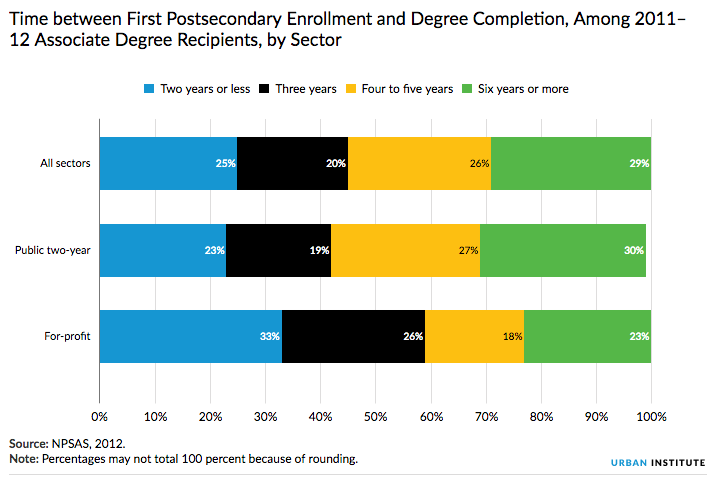 Time between First Postsecondary Enrollment and Degree Completion, Among 2011–
12 Associate Degree Recipients, by Sector
Two years or less Three years Four to five years Six years or more
All sectors 25% 20% 26% 29%
Public two-year 23% 19% 27% 30%
For-profit 33% 26% 18% 23%
0% 10% 20% 30% 40% 50% 60% 70% 80% 90% 100%
Source: NPSAS, 2012.
Note: Percentages may not total 100 percent because of rounding.
URBAN INSTITUTE